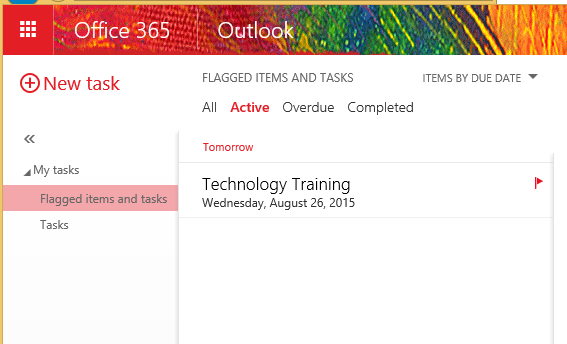 Office 365 Outlook
New task
FLAGGED ITEMS AND TASKS ITEMS BY DUE DATE
All Active Overdue Completed
«
My tasks
Flagged items and tasks
Tasks
Tomorrow
Technology Training
Wednesday, August 26, 2015